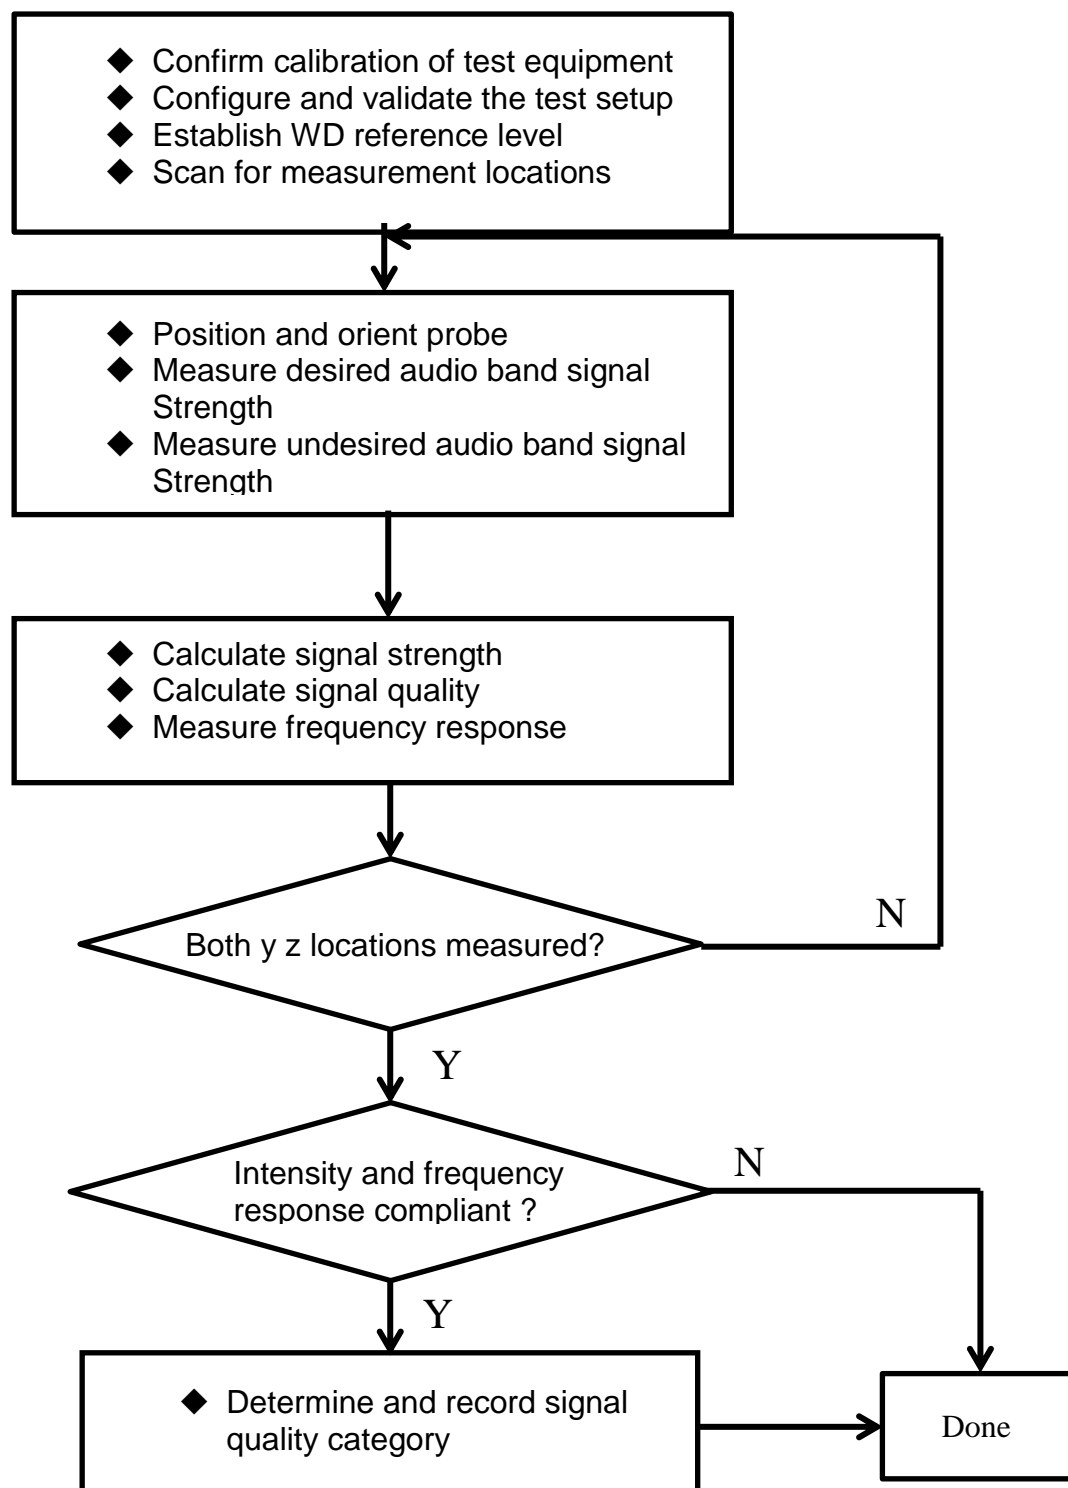 ◆ Confirm calibration of test equipment
◆ Configure and validate the test setup
◆ Establish WD reference level
◆ Scan for measurement locations
◆ Position and orient probe
◆ Measure desired audio band signal
Strength
◆ Measure undesired audio band signal
Strength
◆ Calculate signal strength
◆ Calculate signal quality
◆ Measure frequency response
Both y z locations measured?
N
Y
Intensity and frequency
response compliant ?
N
Y
◆ Determine and record signal
quality category
Done